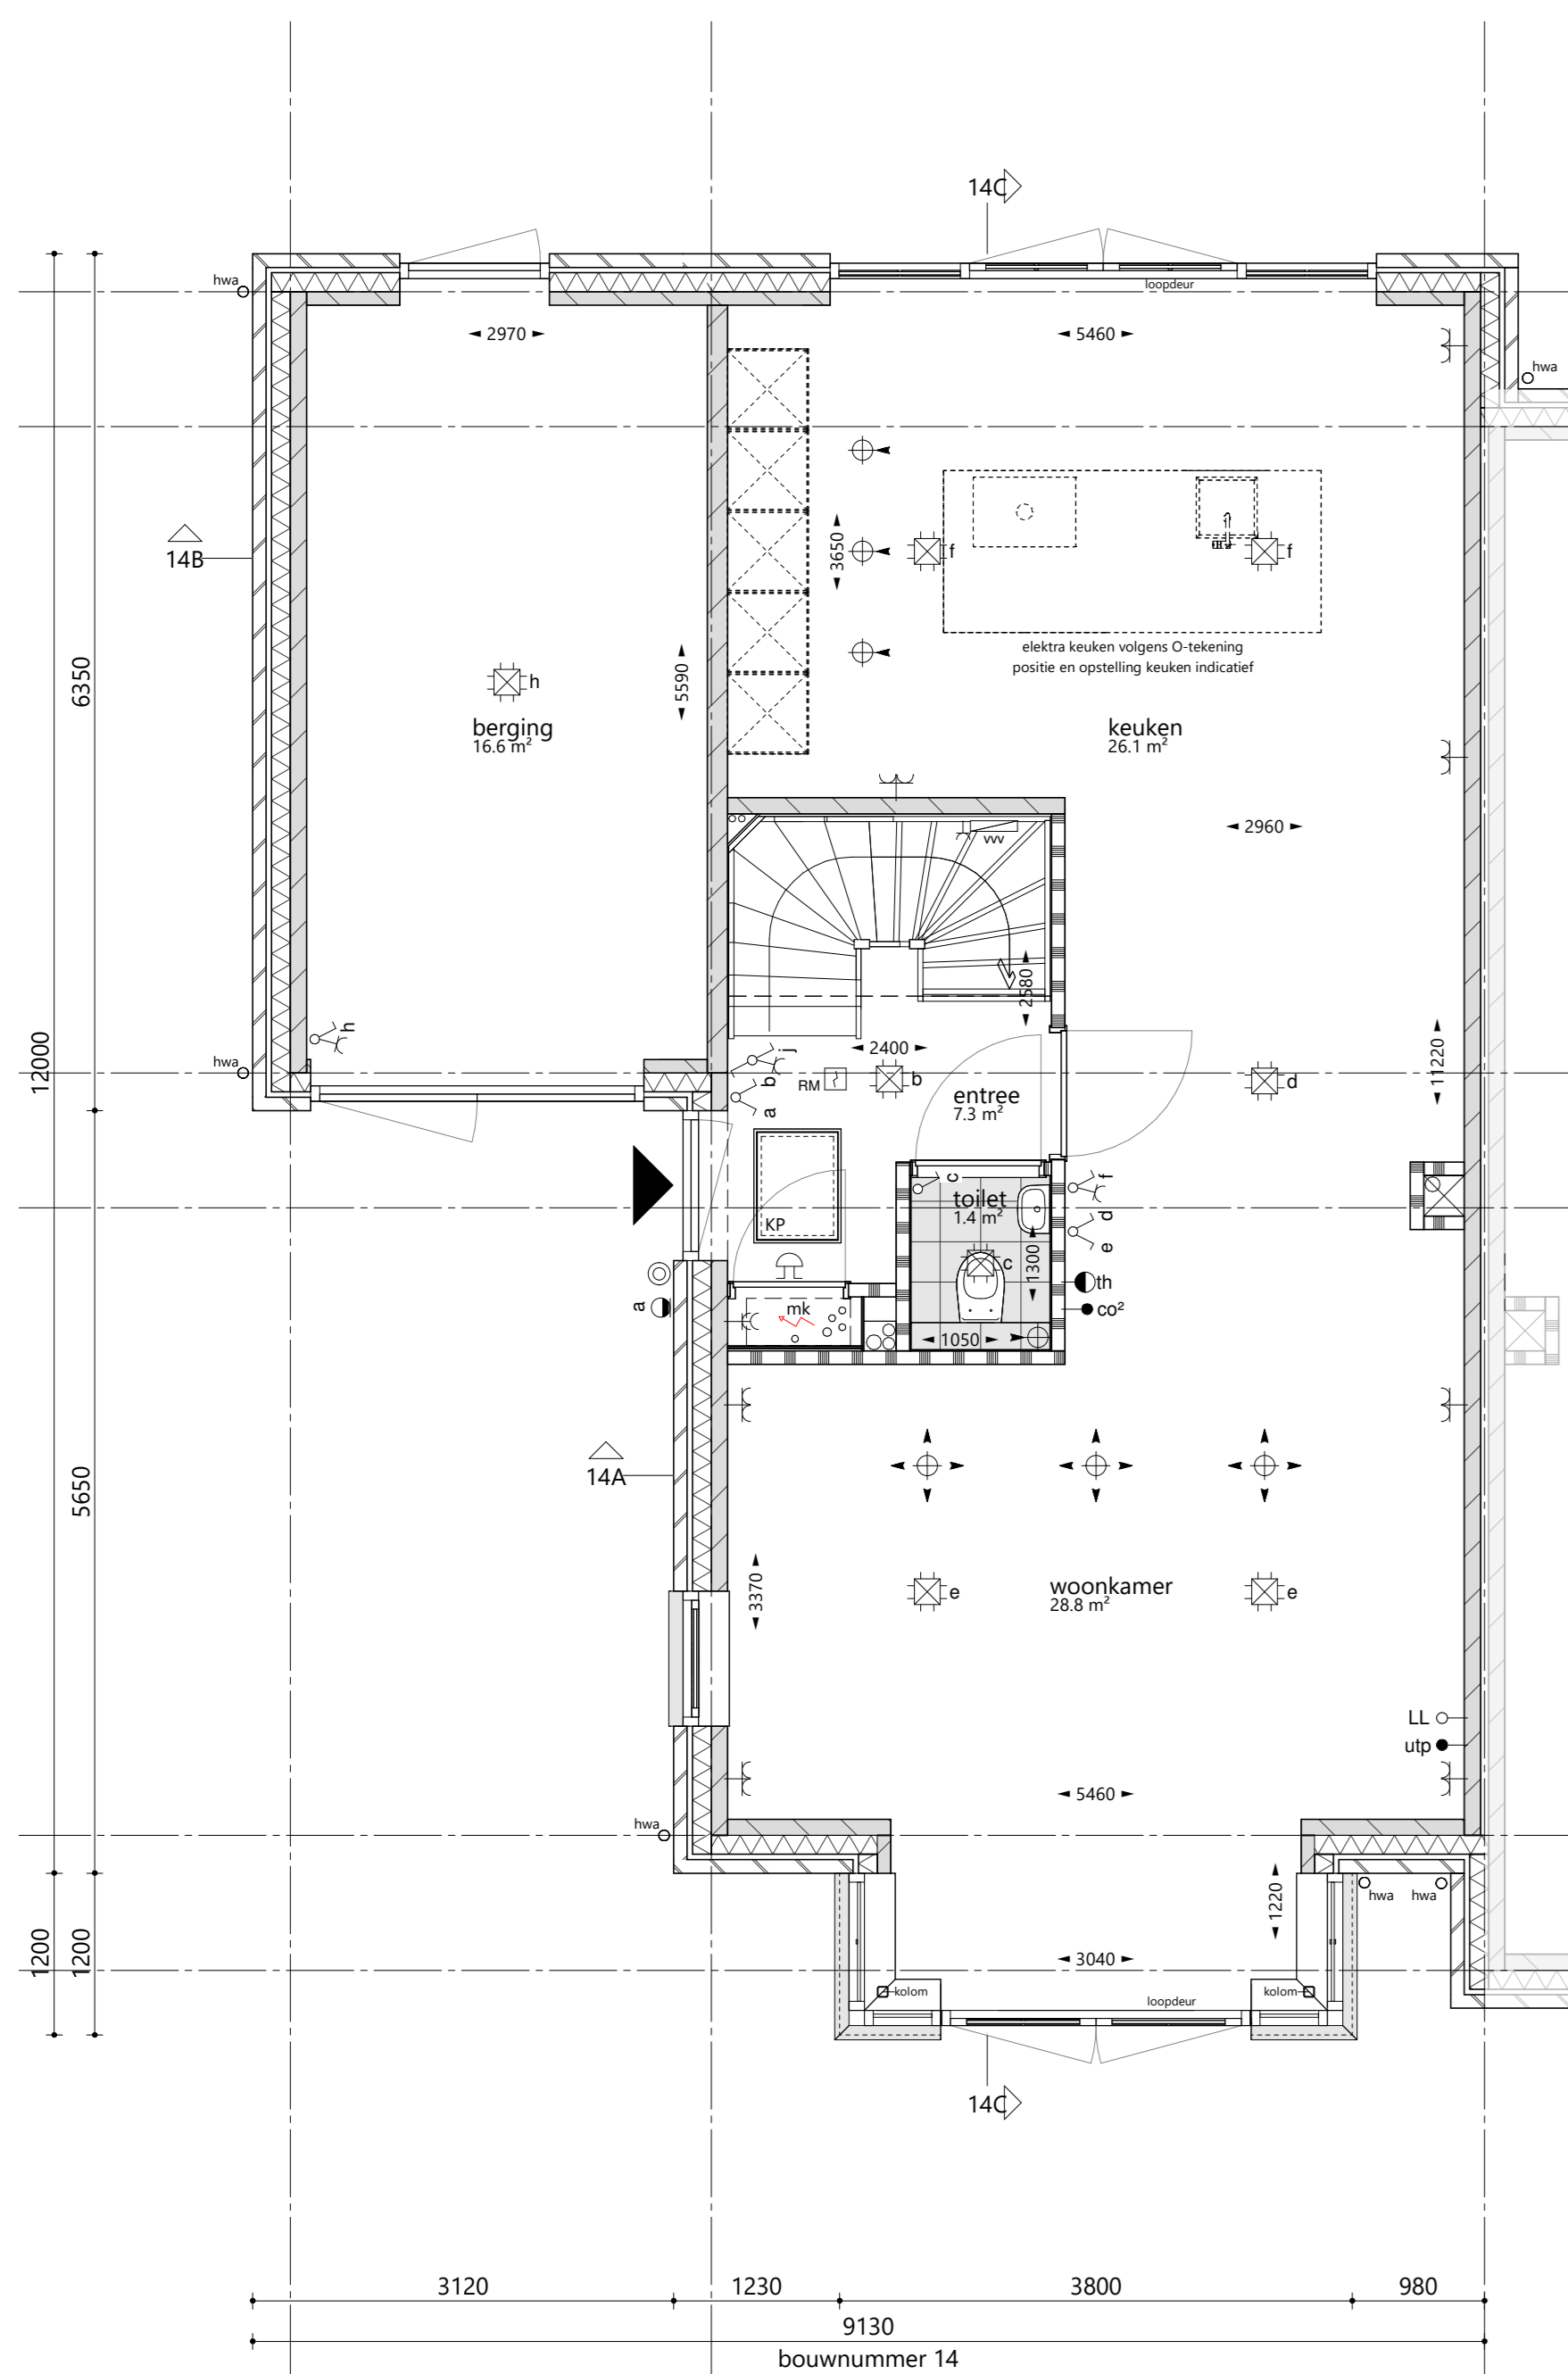 14C
hwa
loopdeur
2970
5460
hwa
14B
3650
f
f
elektra keuken volgens O-tekening
positie en opstelling keuken indicatief
6350
5590
h
berging
16.6 m²
keuken
26.1 m²
2960
vvv
2580
12000
h
hwa
j
2400
11220
RM
b
b
a
entree
7.3 m²
d
c
toilet
1.4 m²
f
d
e
KP
c
1300
th
a
mk
co²
1050
14A
5650
3370
e
woonkamer
28.8 m²
e
LL
utp
5460
hwa
1220
hwa
hwa
1200
1200
3040
kolom
kolom
loopdeur
14C
3120
1230
3800
980
9130
bouwnummer 14